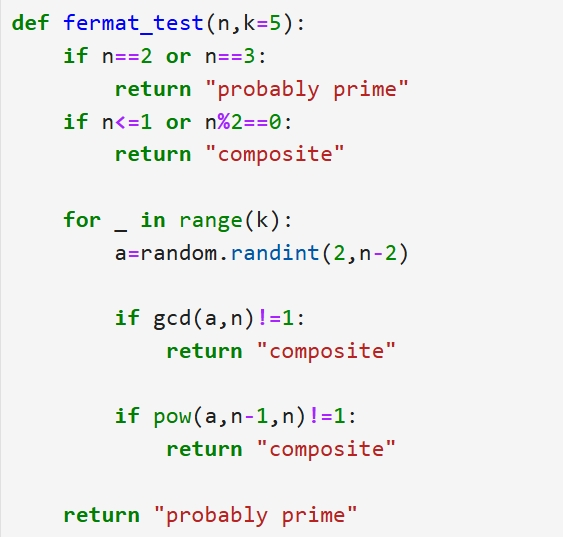 def fermat_test(n,k=5):
    if n==2 or n==3:
        return "probably prime"
    if n<=1 or n%2==0:
        return "composite"

    for _ in range(k):
        a=random.randint(2,n-2)

        if gcd(a,n)!=1:
            return "composite"

        if pow(a,n-1,n)!=1:
            return "composite"

    return "probably prime"